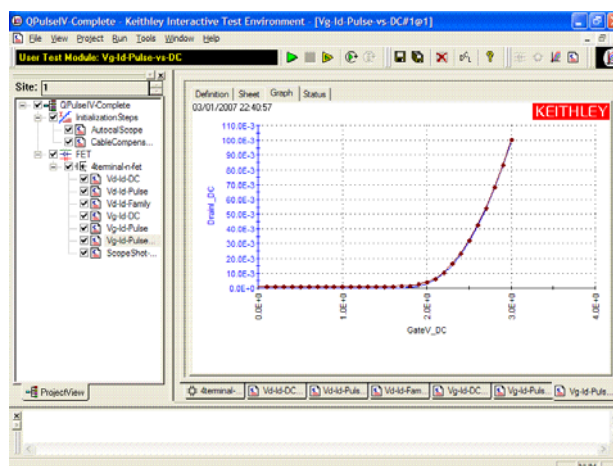 QPulseIV-Complete - Keithley Interactive Test Environment - [Vg-Id-Pulse-vs-DC#1@1]
File View Project Run Tools Window Help
User Test Module: Vg-Id-Pulse-vs-DC
Site: 1
QPulseIV-Complete
InitializationSteps
AutocalScope
CableCompens...
FET
4terminal-n-fet
Vd-Id-DC
Vd-Id-Pulse
Vd-Id-Family
Vg-Id-DC
Vg-Id-Pulse
Vg-Id-Pulse...
ScopeShot-...
ProjectView
Definition Sheet Graph Status
03/01/2007 22:40:57
KEITHLEY
110.0E-3
100.0E-3
90.0E-3
80.0E-3
70.0E-3
60.0E-3
50.0E-3
40.0E-3
30.0E-3
20.0E-3
10.0E-3
0.0E+0
DrainI_DC
0.0E+0 1.0E+0 2.0E+0 3.0E+0 4.0E+0
GateV_DC
4terminal-... Vd-Id-DC... Vd-Id-Puls... Vd-Id-Fam... Vg-Id-DC... Vg-Id-Puls... Vg-Id-Puls...